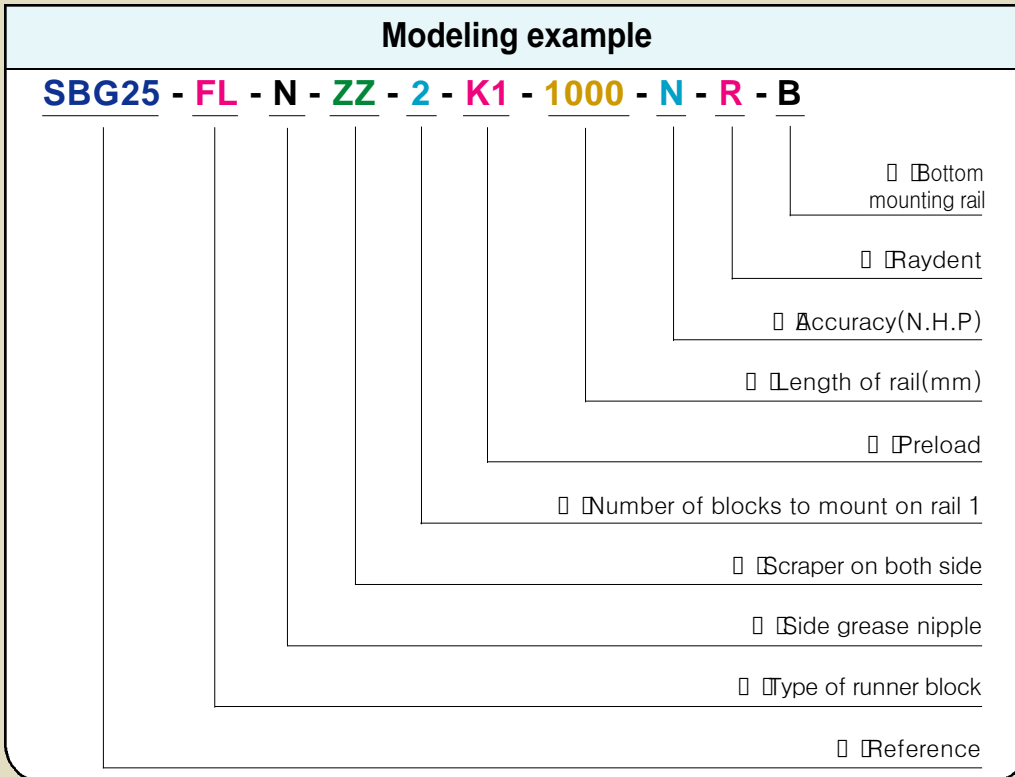 Modeling example
SBG25 - FL - N - ZZ - 2 - K1 - 1000 - N - R - B
Bottom
mounting rail
Raydent
Accuracy(N.H.P)
Length of rail(mm)
Preload
Number of blocks to mount on rail 1
Scraper on both side
Side grease nipple
Type of runner block
Reference